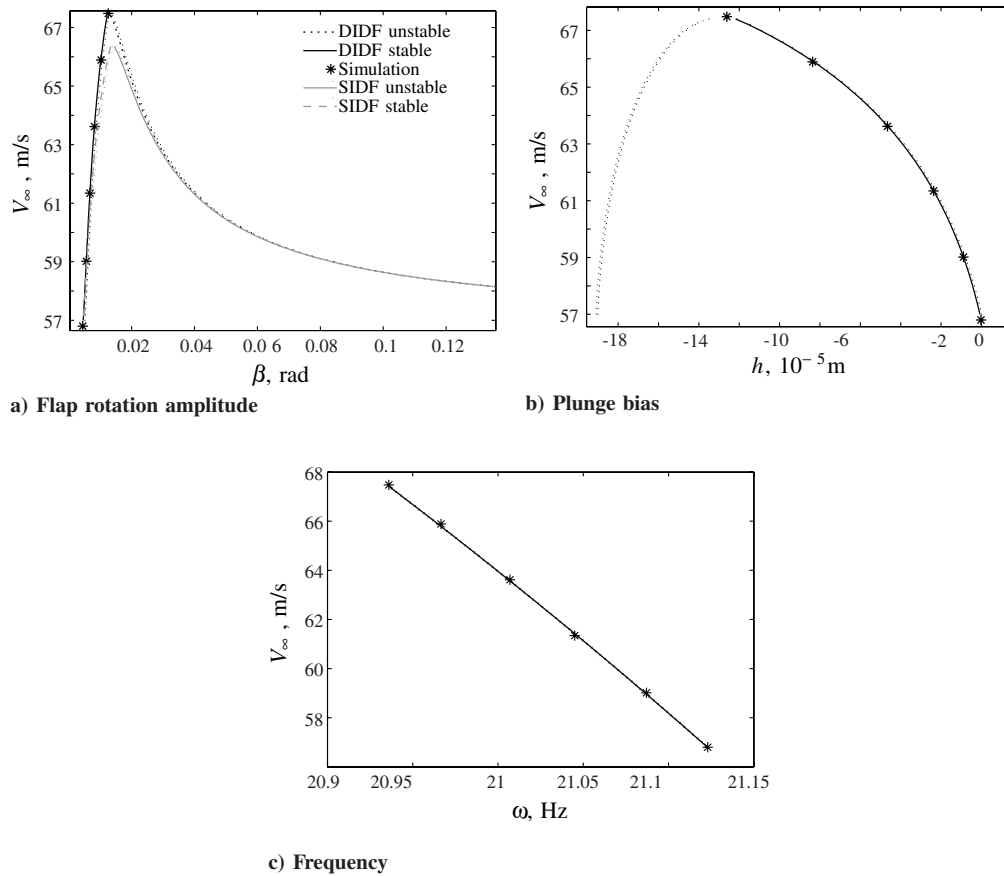 67
65
63
61
59
57
V∞ , m/s
DIDF unstable
DIDF stable
Simulation
SIDF unstable
SIDF stable
0.02 0.04 0.0 6 0.08 0.1 0.12
β, rad
a) Flap rotation amplitude
67
65
63
61
59
57
V∞ , m/s
-18 -14 -10 -6 -2 0
h, 10⁻⁵m
b) Plunge bias
68
66
64
62
60
58
V∞ , m/s
20.9 20.95 21 21.05 21.1 21.15
ω, Hz
c) Frequency